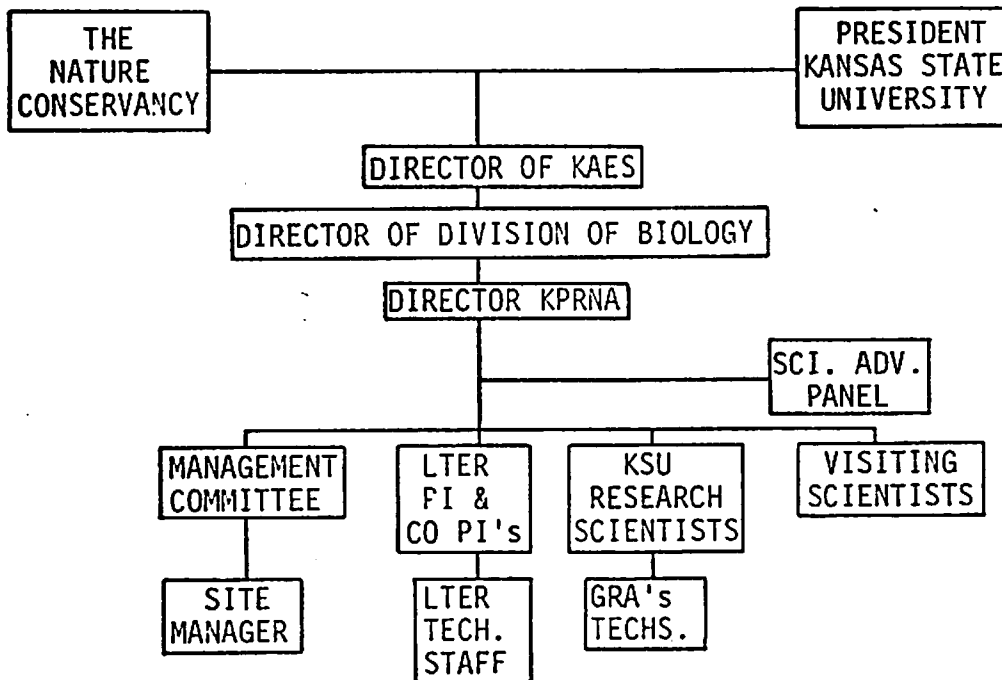 THE
NATURE
CONSERVANCY
PRESIDENT
KANSAS STATE
UNIVERSITY
DIRECTOR OF KAES
DIRECTOR OF DIVISION OF BIOLOGY
DIRECTOR KPRNA
SCI. ADV.
PANEL
MANAGEMENT
COMMITTEE
LTER
PI &
CO PI's
KSU
RESEARCH
SCIENTISTS
VISITING
SCIENTISTS
SITE
MANAGER
LTER
TECH.
STAFF
GRA's
TECHS.